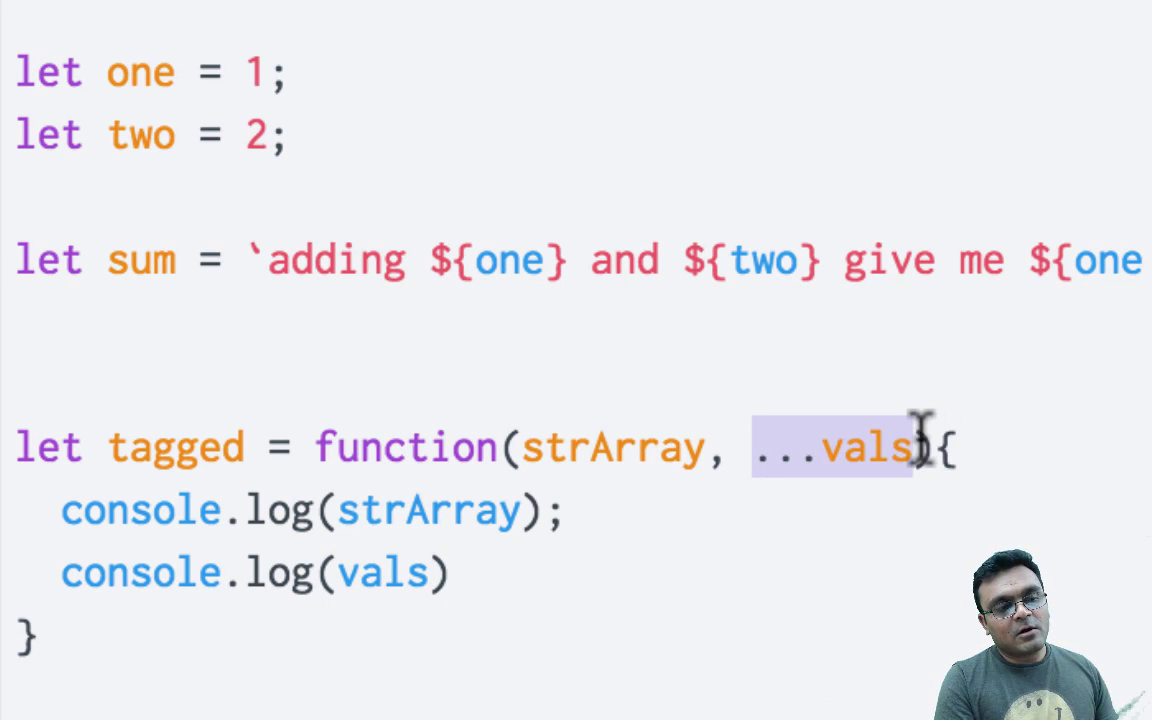 let one = 1;
let two = 2;
let sum = `adding ${one} and ${two} give me ${one
let tagged = function(strArray, ...vals){
  console.log(strArray);
  console.log(vals)
}